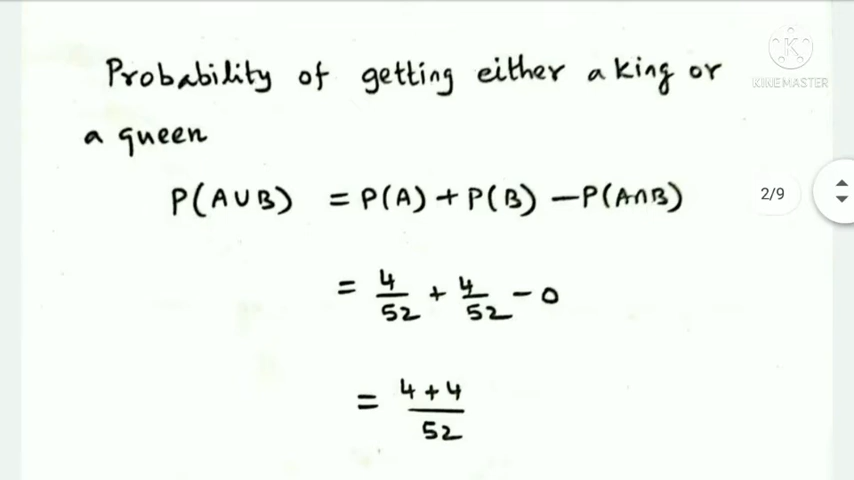 Probability of getting either a king or
a queen
P(A∪B) = P(A) + P(B) − P(A∩B)
= 4/52 + 4/52 − 0
= (4+4)/52
K
KINEMASTER
2/9